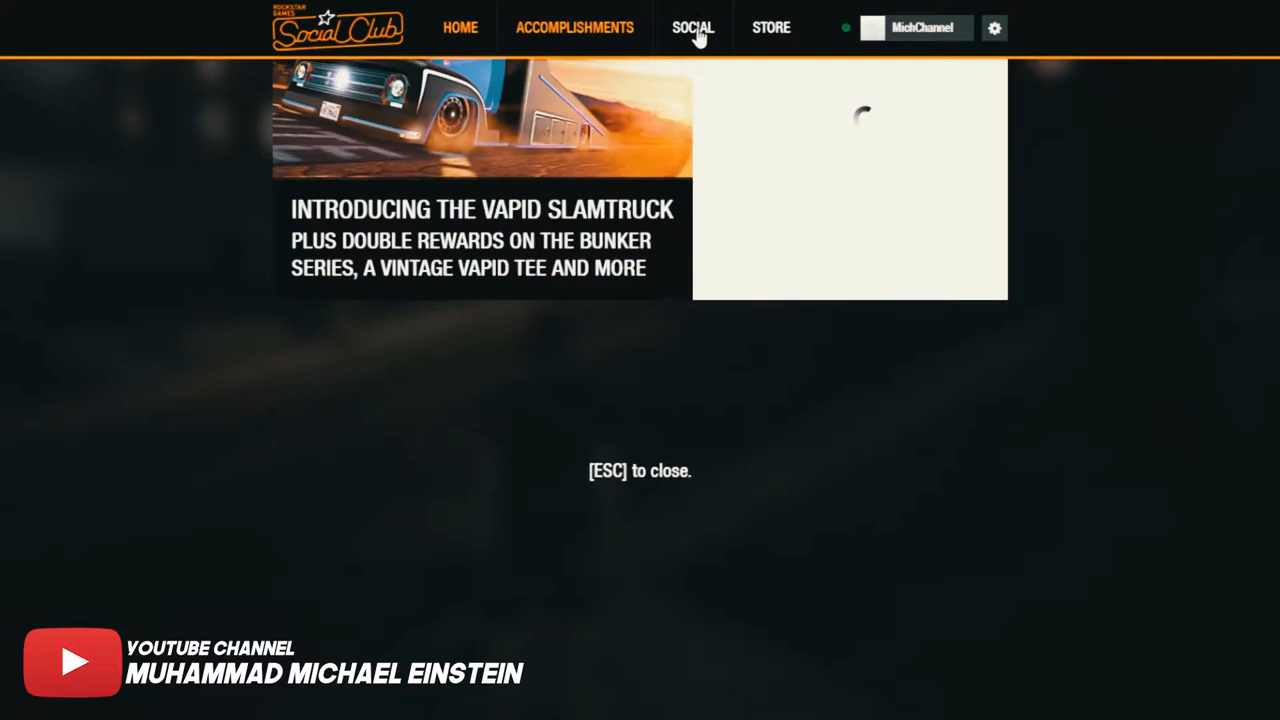 ROCKSTAR
GAMES
Social Club
HOME
ACCOMPLISHMENTS
SOCIAL
STORE
MichChannel
INTRODUCING THE VAPID SLAMTRUCK
PLUS DOUBLE REWARDS ON THE BUNKER
SERIES, A VINTAGE VAPID TEE AND MORE
[ESC] to close.
YOUTUBE CHANNEL
MUHAMMAD MICHAEL EINSTEIN